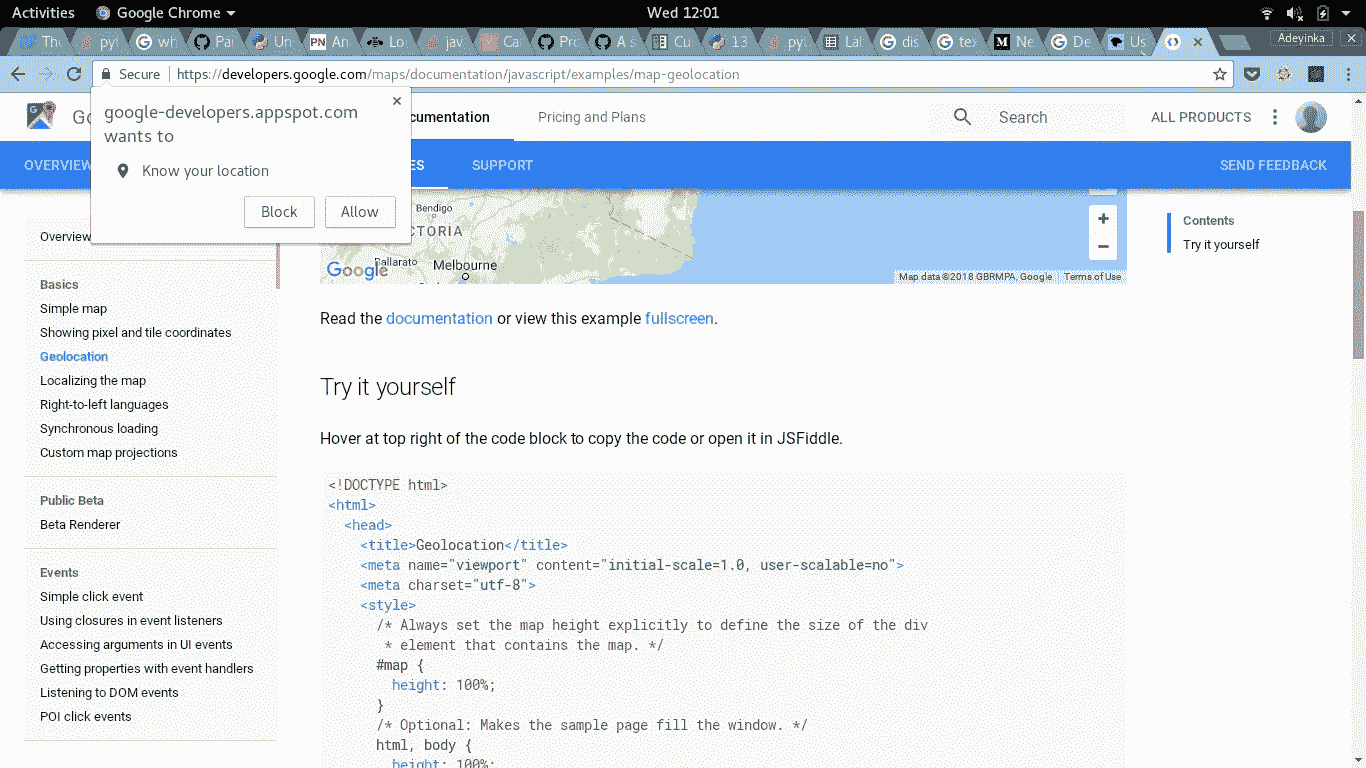 Activities Google Chrome Wed 12:01
The pyt wh Pai Un PN An Lo jav Cai Pro A s Cu 13 pyt Lal dis tex M Ne De Us Adeyinka
Secure https://developers.google.com/maps/documentation/javascript/examples/map-geolocation
google-developers.appspot.com
wants to
Know your location
Block Allow
Go cumentation Pricing and Plans Search ALL PRODUCTS
OVERVIEW ES SUPPORT SEND FEEDBACK
Bendigo
CTORIA
Ballarato
Melbourne
Google
Map data ©2018 GBRMPA, Google Terms of Use
Contents
Try it yourself
Overview
Basics
Simple map
Showing pixel and tile coordinates
Geolocation
Localizing the map
Right-to-left languages
Synchronous loading
Custom map projections
Public Beta
Beta Renderer
Events
Simple click event
Using closures in event listeners
Accessing arguments in UI events
Getting properties with event handlers
Listening to DOM events
POI click events
Read the documentation or view this example fullscreen.
Try it yourself
Hover at top right of the code block to copy the code or open it in JSFiddle.
<!DOCTYPE html>
<html>
<head>
<title>Geolocation</title>
<meta name="viewport" content="initial-scale=1.0, user-scalable=no">
<meta charset="utf-8">
<style>
/* Always set the map height explicitly to define the size of the div
* element that contains the map. */
#map {
height: 100%;
}
/* Optional: Makes the sample page fill the window. */
html, body {
height: 100%;